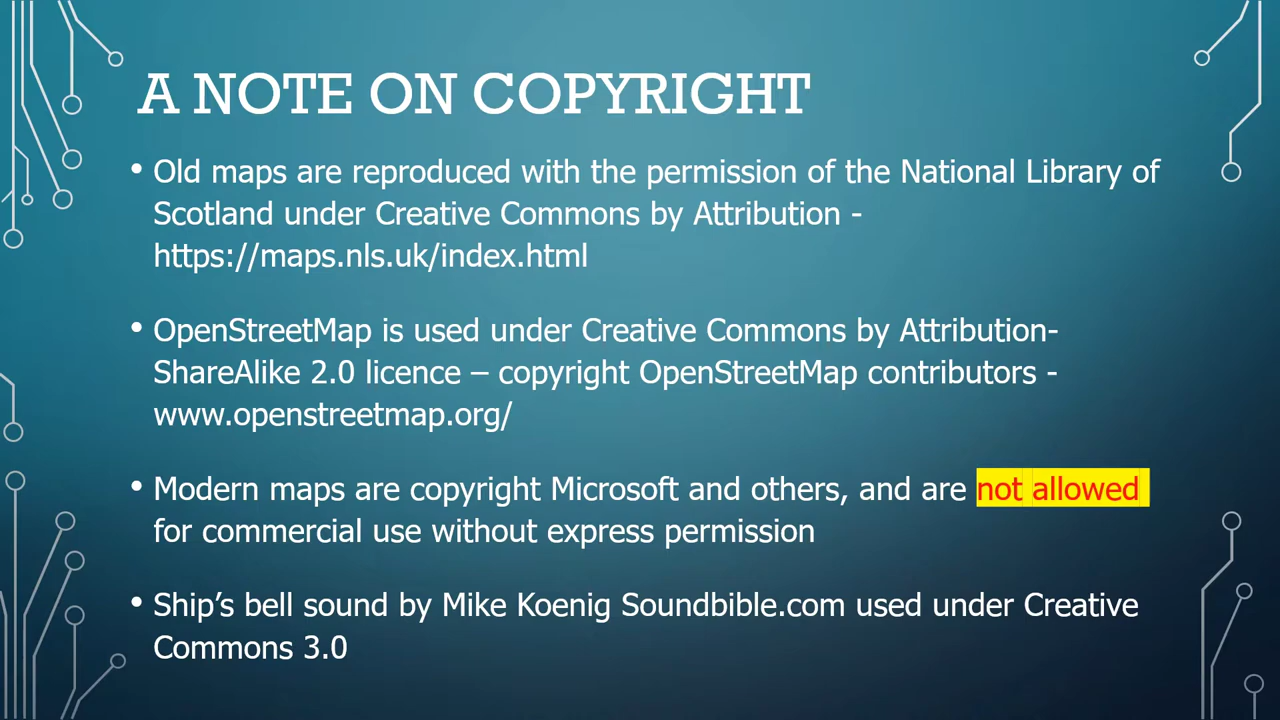 A NOTE ON COPYRIGHT
• Old maps are reproduced with the permission of the National Library of
Scotland under Creative Commons by Attribution -
https://maps.nls.uk/index.html
• OpenStreetMap is used under Creative Commons by Attribution-
ShareAlike 2.0 licence – copyright OpenStreetMap contributors -
www.openstreetmap.org/
• Modern maps are copyright Microsoft and others, and are not allowed
for commercial use without express permission
• Ship’s bell sound by Mike Koenig Soundbible.com used under Creative
Commons 3.0